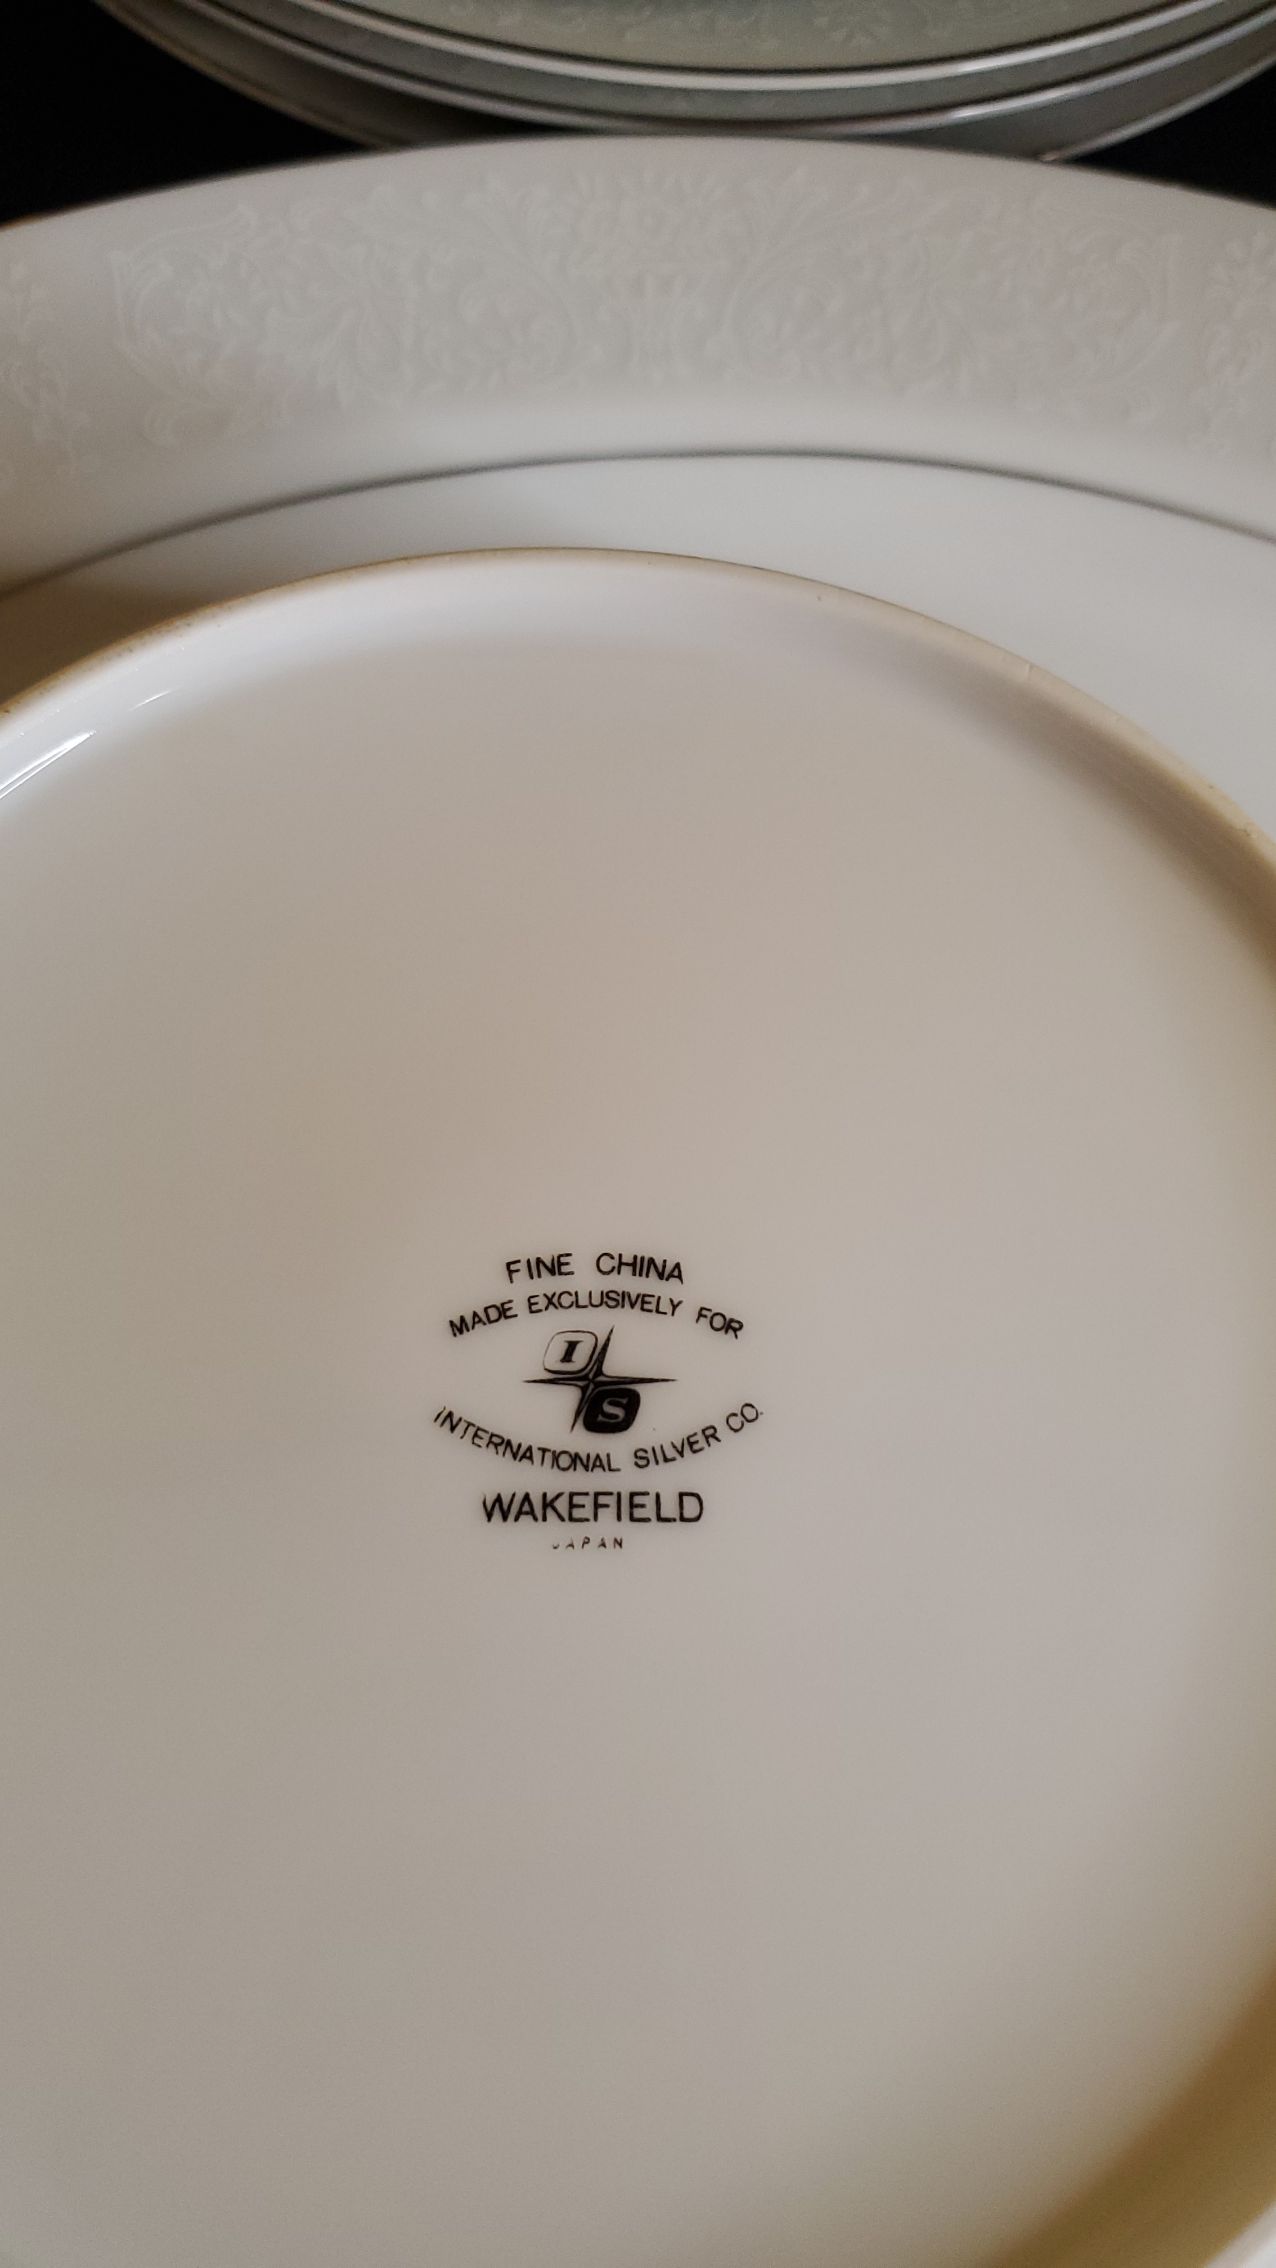 FINE CHINA
MADE EXCLUSIVELY FOR
I
S
INTERNATIONAL SILVER CO.
WAKEFIELD
JAPAN